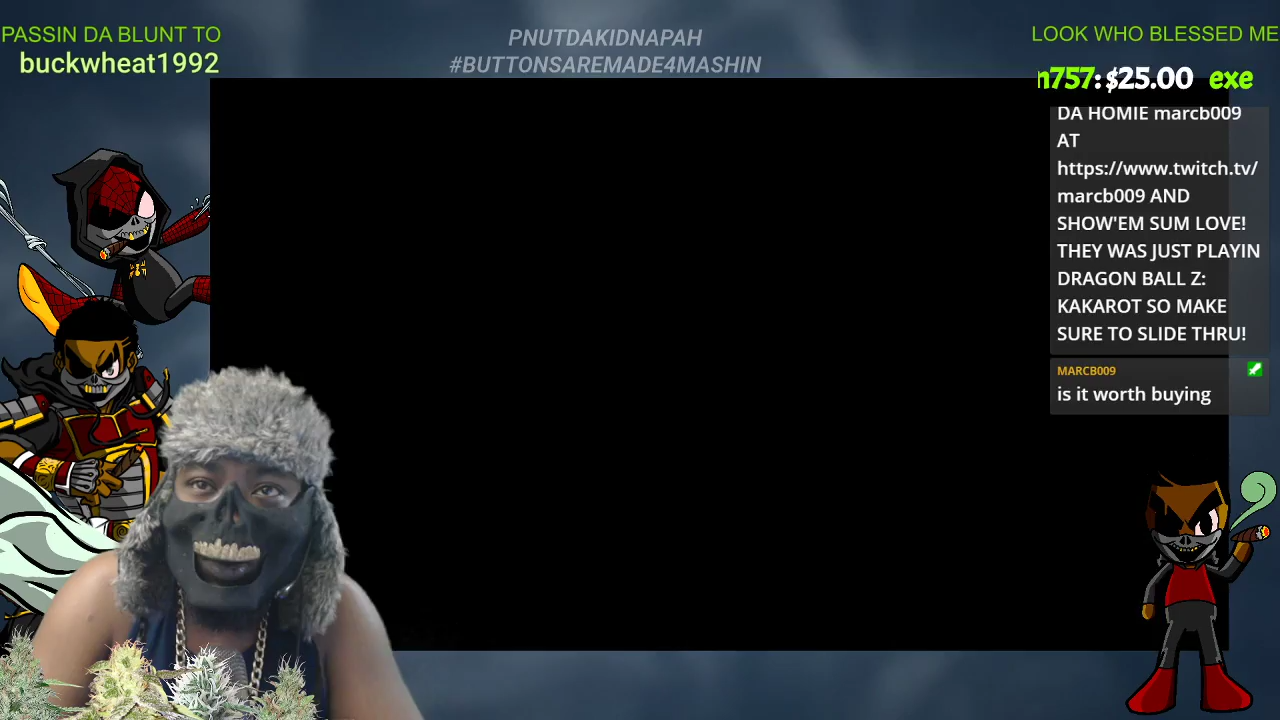 PASSIN DA BLUNT TO
buckwheat1992
PNUTDAKIDNAPAH
#BUTTONSAREMADE4MASHIN
LOOK WHO BLESSED ME
n757: $25.00 exe
DA HOMIE marcb009
AT
https://www.twitch.tv/
marcb009 AND
SHOW'EM SUM LOVE!
THEY WAS JUST PLAYIN
DRAGON BALL Z:
KAKAROT SO MAKE
SURE TO SLIDE THRU!
MARCB009
is it worth buying